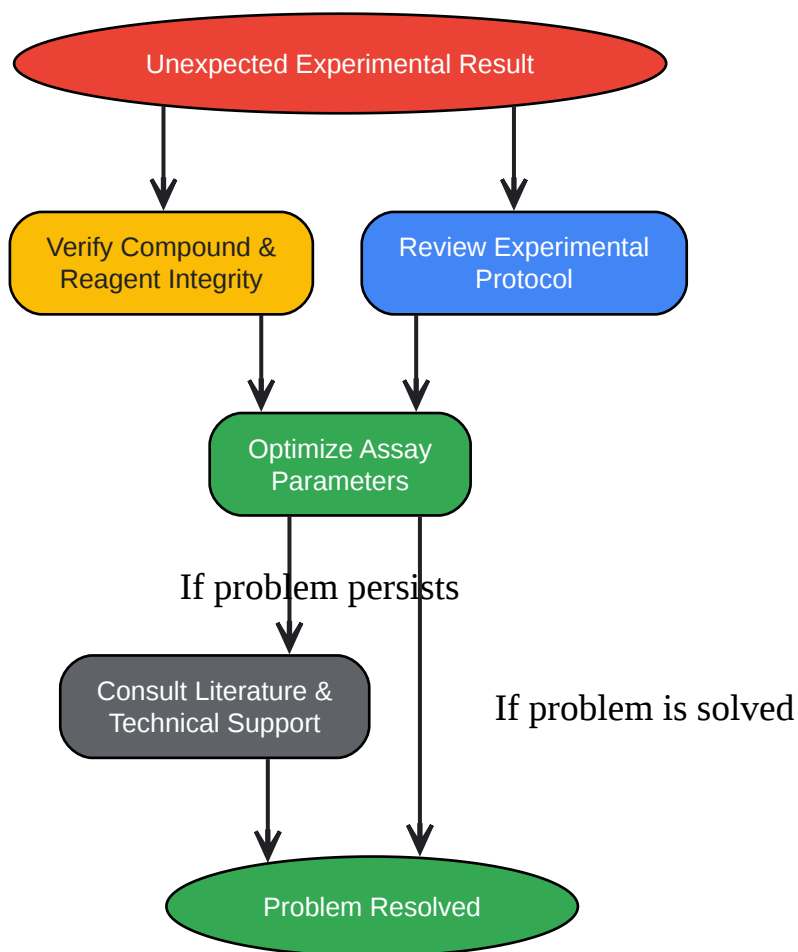 Unexpected Experimental Result
Verify Compound &
Reagent Integrity
Review Experimental
Protocol
Optimize Assay
Parameters
If problem persists
Consult Literature &
Technical Support
If problem is solved
Problem Resolved